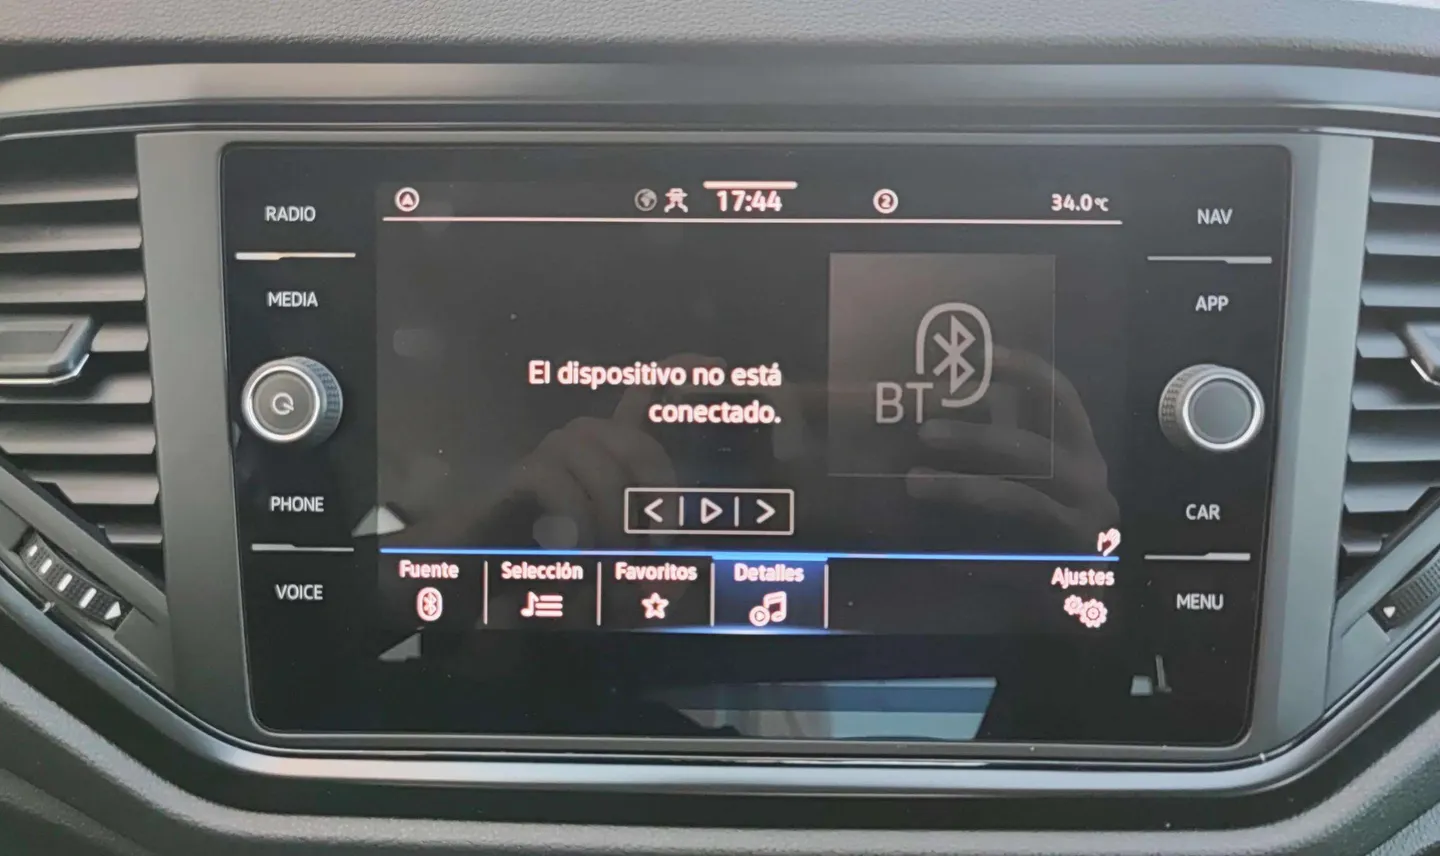 RADIO
17:44
2
34.0°C
NAV
MEDIA
APP
El dispositivo no está
conectado.
BT
PHONE
CAR
Fuente
Selección
Favoritos
Detalles
Ajustes
VOICE
MENU